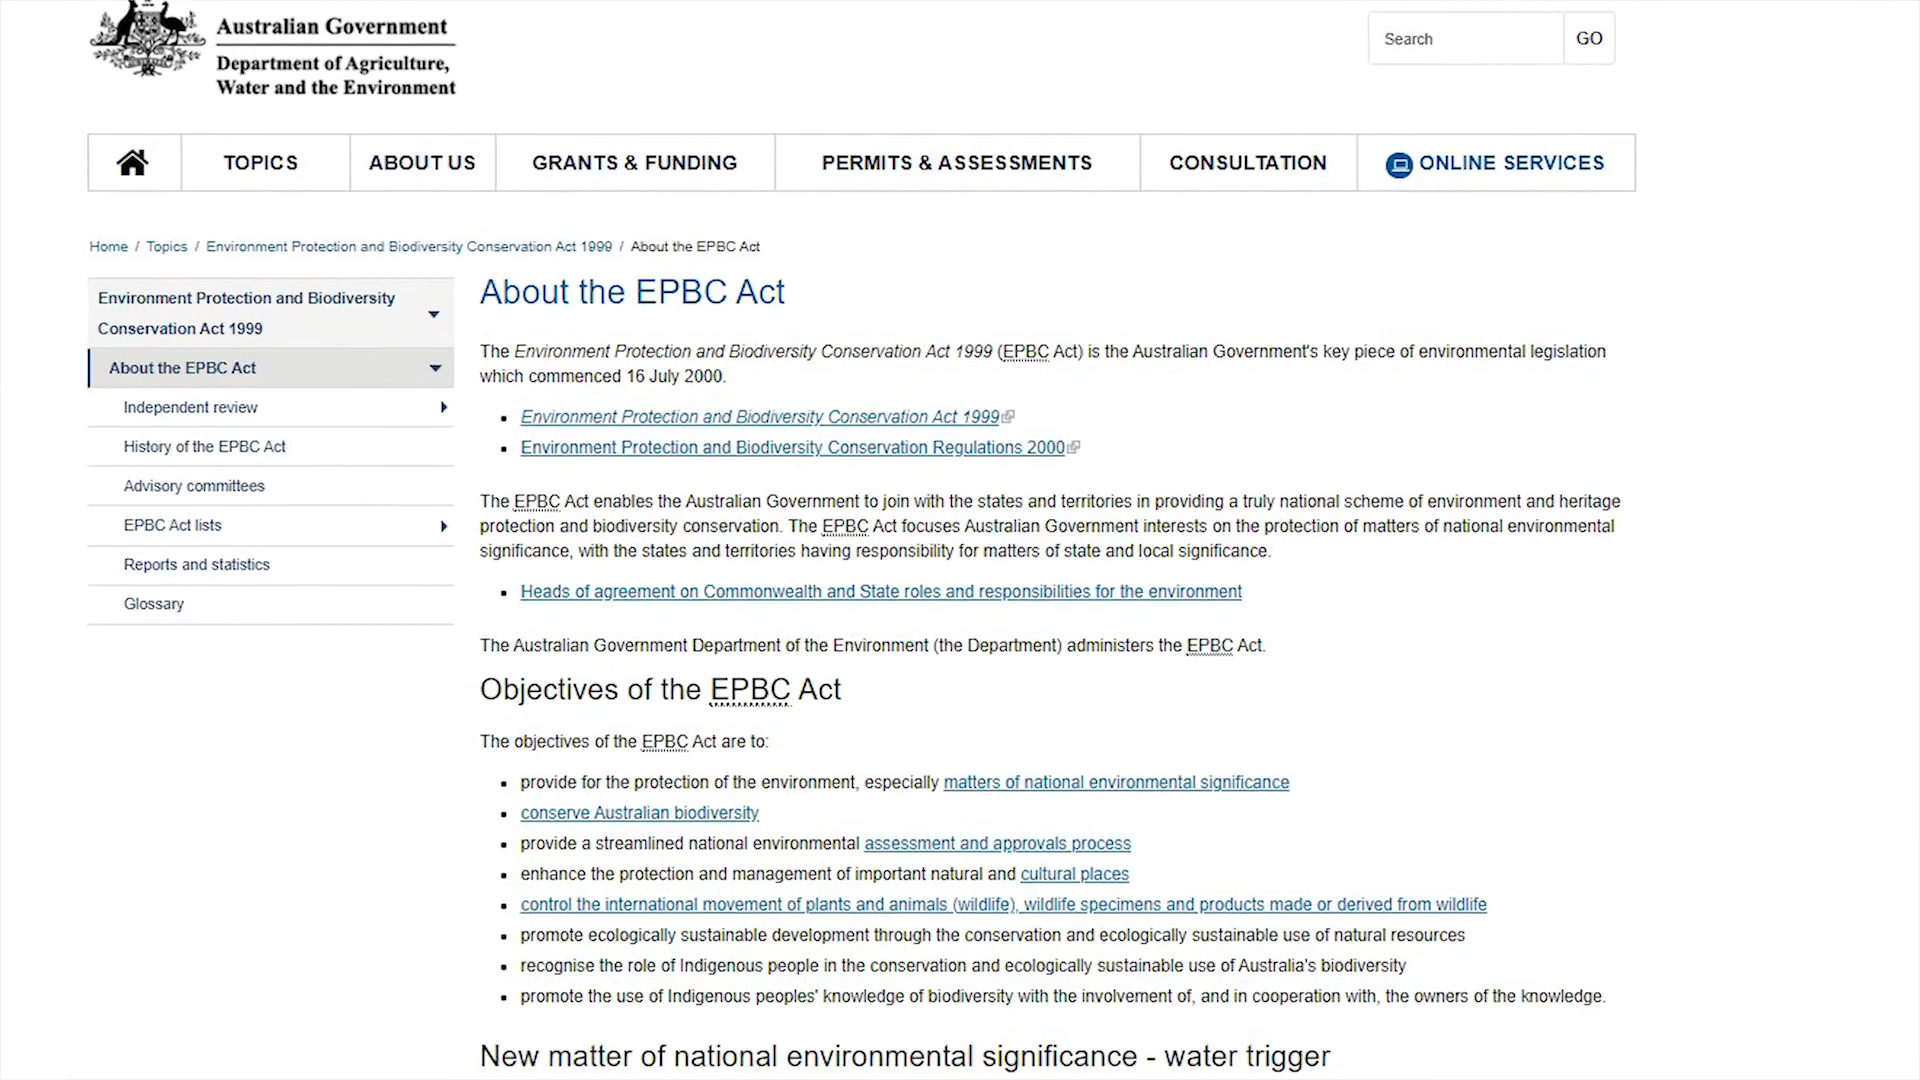 Australian Government
Department of Agriculture,
Water and the Environment
Search
GO
TOPICS
ABOUT US
GRANTS & FUNDING
PERMITS & ASSESSMENTS
CONSULTATION
ONLINE SERVICES
Home / Topics / Environment Protection and Biodiversity Conservation Act 1999 / About the EPBC Act
Environment Protection and Biodiversity
Conservation Act 1999
About the EPBC Act
Independent review
History of the EPBC Act
Advisory committees
EPBC Act lists
Reports and statistics
Glossary
About the EPBC Act
The Environment Protection and Biodiversity Conservation Act 1999 (EPBC Act) is the Australian Government's key piece of environmental legislation
which commenced 16 July 2000.
Environment Protection and Biodiversity Conservation Act 1999
Environment Protection and Biodiversity Conservation Regulations 2000
The EPBC Act enables the Australian Government to join with the states and territories in providing a truly national scheme of environment and heritage
protection and biodiversity conservation. The EPBC Act focuses Australian Government interests on the protection of matters of national environmental
significance, with the states and territories having responsibility for matters of state and local significance.
Heads of agreement on Commonwealth and State roles and responsibilities for the environment
The Australian Government Department of the Environment (the Department) administers the EPBC Act.
Objectives of the EPBC Act
The objectives of the EPBC Act are to:
provide for the protection of the environment, especially matters of national environmental significance
conserve Australian biodiversity
provide a streamlined national environmental assessment and approvals process
enhance the protection and management of important natural and cultural places
control the international movement of plants and animals (wildlife), wildlife specimens and products made or derived from wildlife
promote ecologically sustainable development through the conservation and ecologically sustainable use of natural resources
recognise the role of Indigenous people in the conservation and ecologically sustainable use of Australia's biodiversity
promote the use of Indigenous peoples' knowledge of biodiversity with the involvement of, and in cooperation with, the owners of the knowledge.
New matter of national environmental significance - water trigger